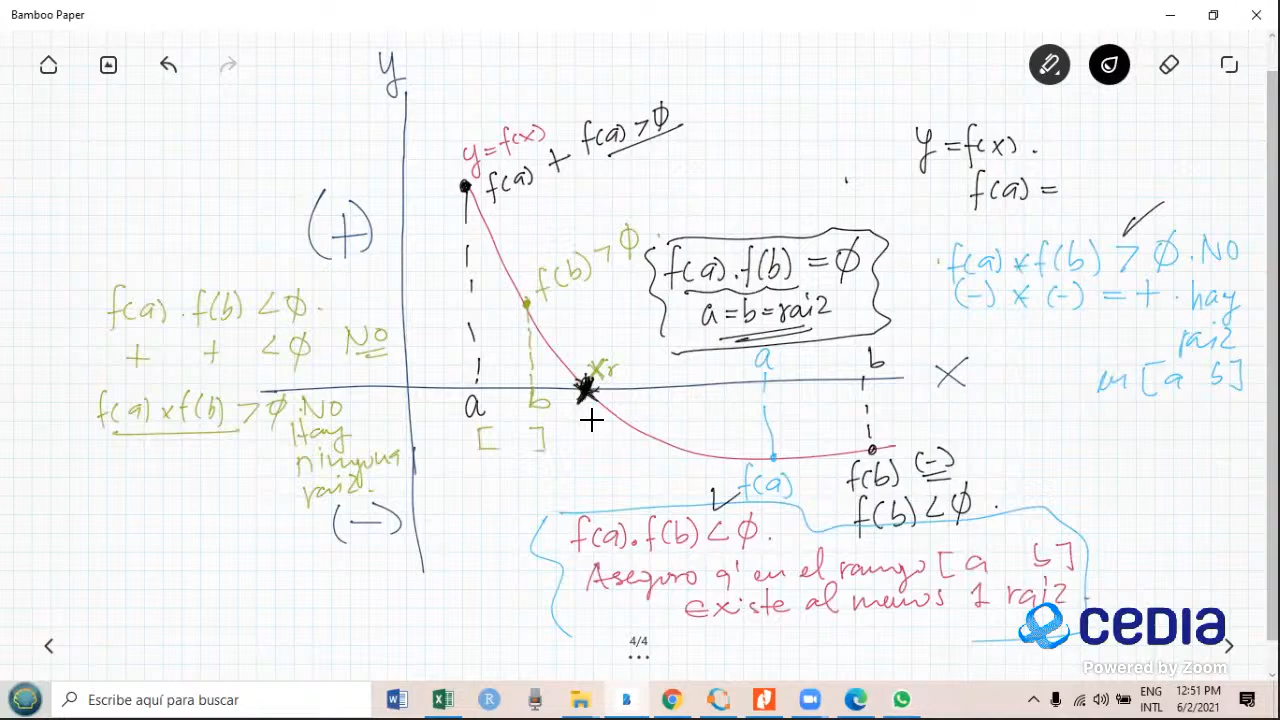 Bamboo Paper
y
y=f(x)
f(a) + f(a)>∅
(+)
f(b)>∅
f(a).f(b)=∅
a=b=raiz
y=f(x).
f(a)=
f(a)*f(b)>∅.NO
(-)*(-)=+.hay
raiz
en [a b]
f(a).f(b)<∅.
+ + <∅ NO
f(a)xf(b)>∅.NO
Hay
ninguna
raiz.
(-)
Xr
a b
a b X
[ ]
f(a)
f(b) (-)
f(b)<∅.
f(a).f(b)<∅.
Aseguro q' en el rango [a b]
existe al menos 1 raiz.
cedia
Powered by Zoom
4/4
Escribe aquí para buscar
ENG
INTL
12:51 PM
6/2/2021